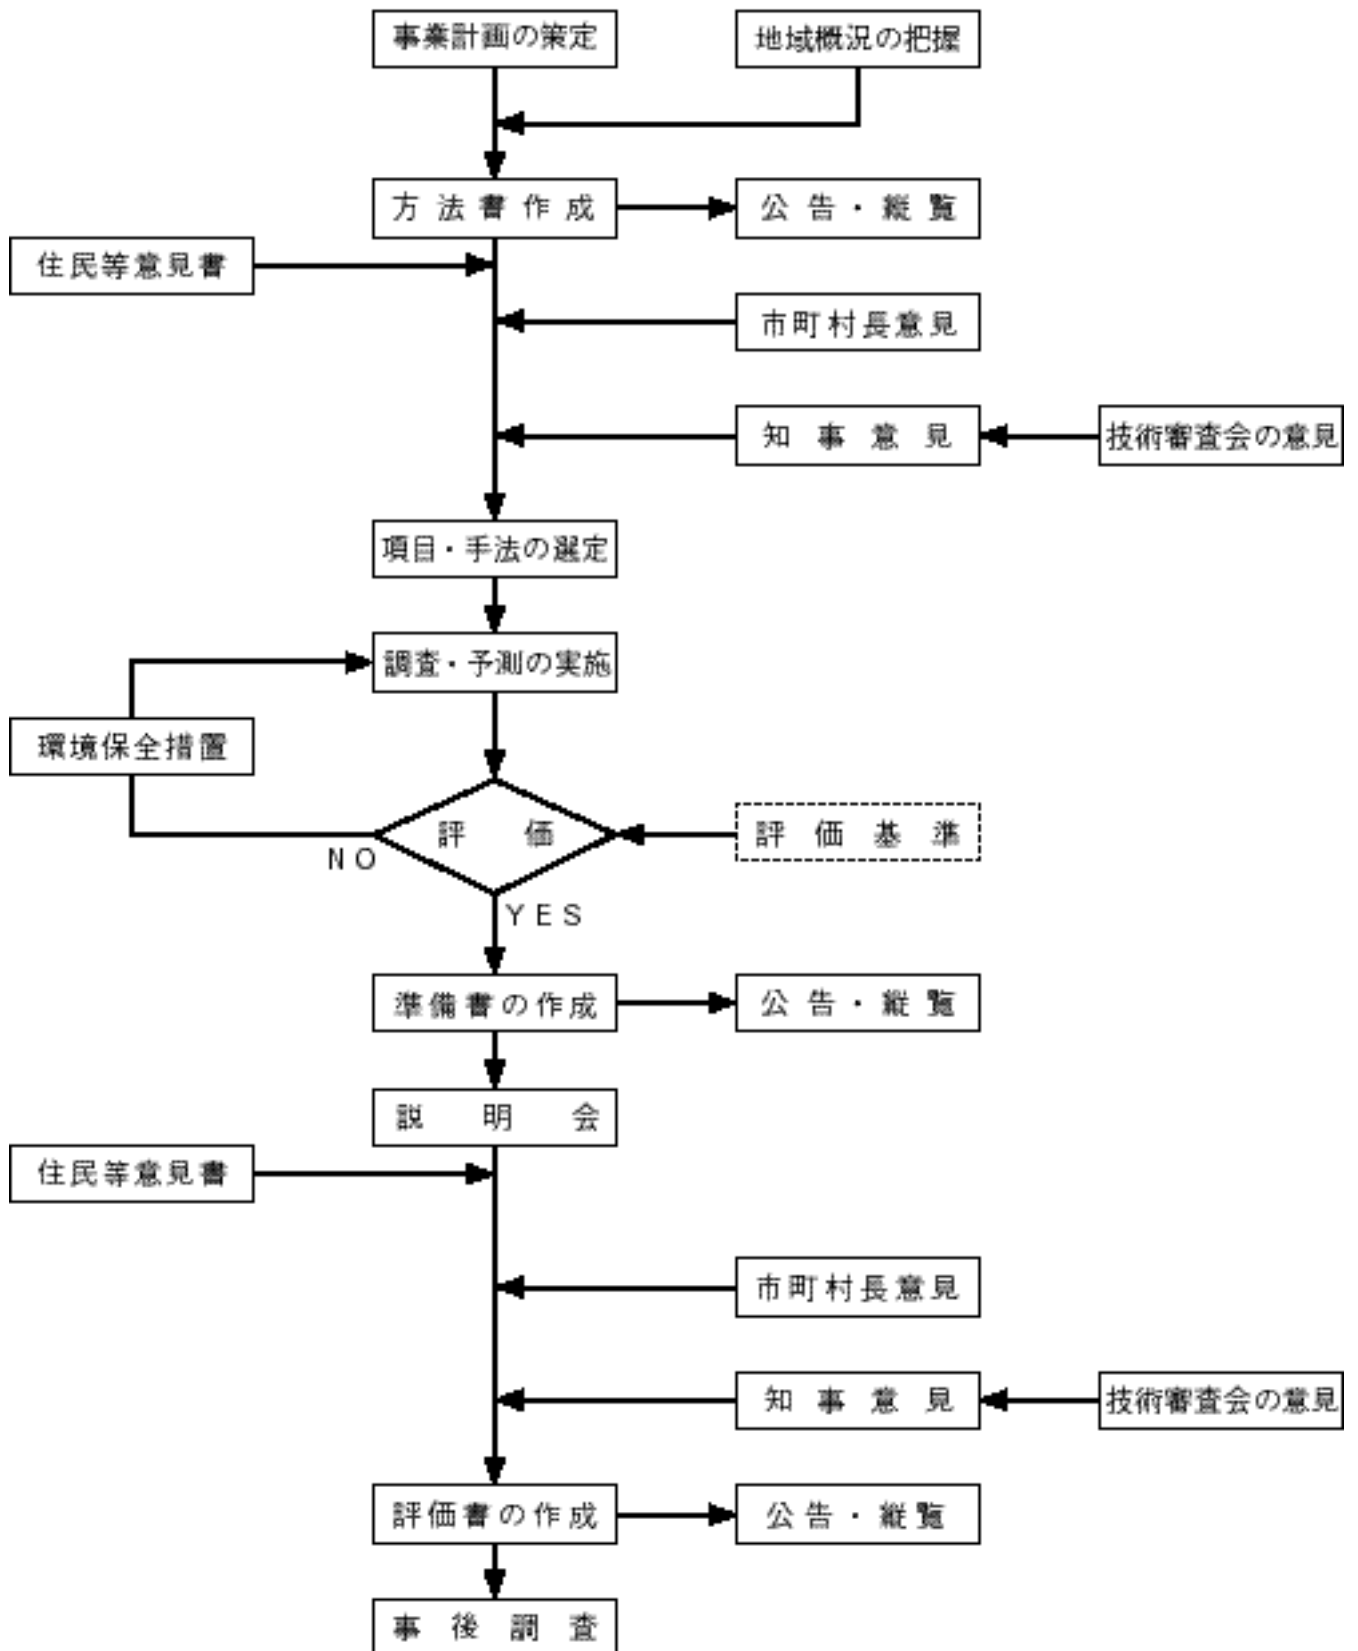 事業計画の策定
地域概況の把握
方法書作成
公告・縦覧
住民等意見書
市町村長意見
知事意見
技術審査会の意見
項目・手法の選定
調査・予測の実施
環境保全措置
評価
評価基準
NO
YES
準備書の作成
公告・縦覧
説明会
住民等意見書
市町村長意見
知事意見
技術審査会の意見
評価書の作成
公告・縦覧
事後調査